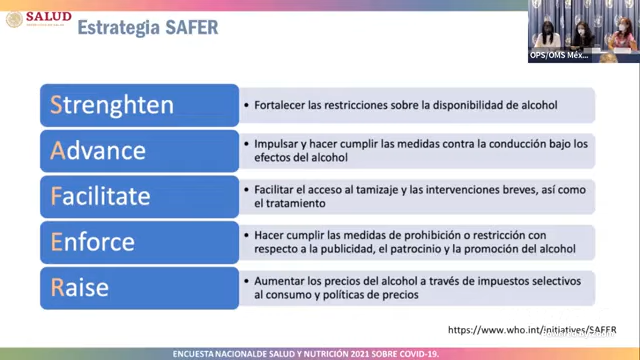 SALUD
Estrategia SAFER
OPS/OMS Méx...
Strenghten
• Fortalecer las restricciones sobre la disponibilidad de alcohol
Advance
• Impulsar y hacer cumplir las medidas contra la conducción bajo los
efectos del alcohol
Facilitate
• Facilitar el acceso al tamizaje y las intervenciones breves, así como
el tratamiento
Enforce
• Hacer cumplir las medidas de prohibición o restricción con
respecto a la publicidad, el patrocinio y la promoción del alcohol
Raise
• Aumentar los precios del alcohol a través de impuestos selectivos
al consumo y políticas de precios
https://www.who.int/initiatives/SAFER
ENCUESTA NACIONALDE SALUD Y NUTRICIÓN 2021 SOBRE COVID-19.